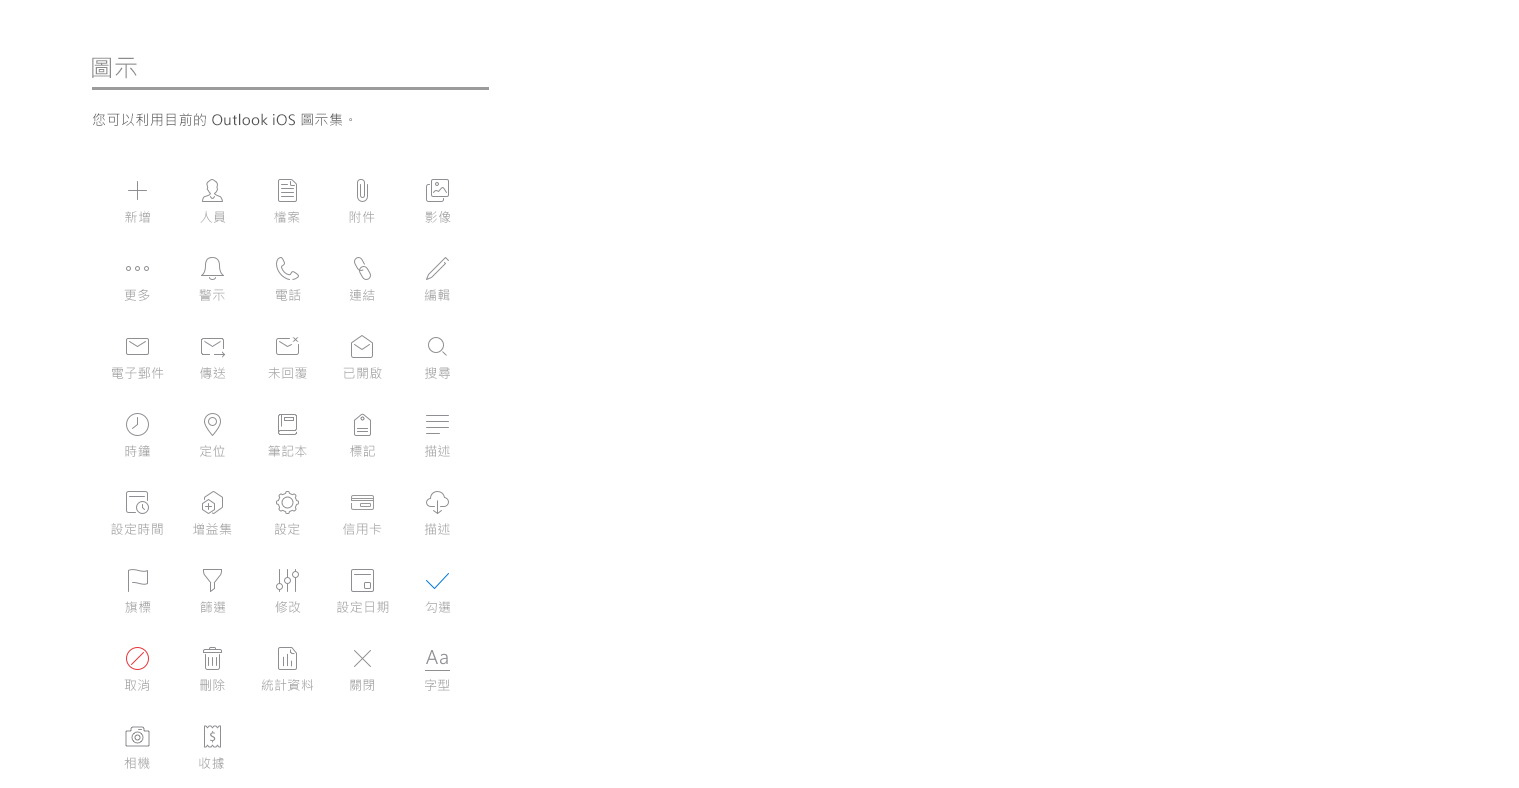 圖示
您可以利用目前的 Outlook iOS 圖示集。
新增 人員 檔案 附件 影像
更多 警示 電話 連結 編輯
電子郵件 傳送 未回覆 已開啟 搜尋
時鐘 定位 筆記本 標記 描述
設定時間 增益集 設定 信用卡 描述
旗標 篩選 修改 設定日期 勾選
Aa
取消 刪除 統計資料 關閉 字型
$
相機 收據